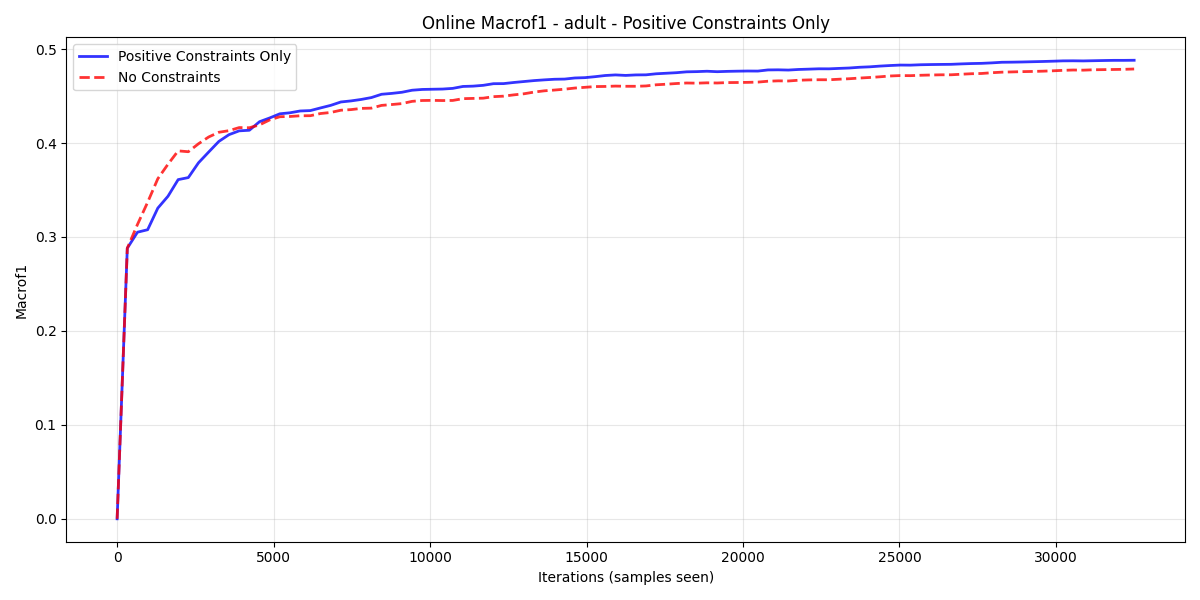 Online Macrof1 - adult - Positive Constraints Only
Positive Constraints Only
No Constraints
0.5
0.4
0.3
0.2
0.1
0.0
Macrof1
0 5000 10000 15000 20000 25000 30000
Iterations (samples seen)